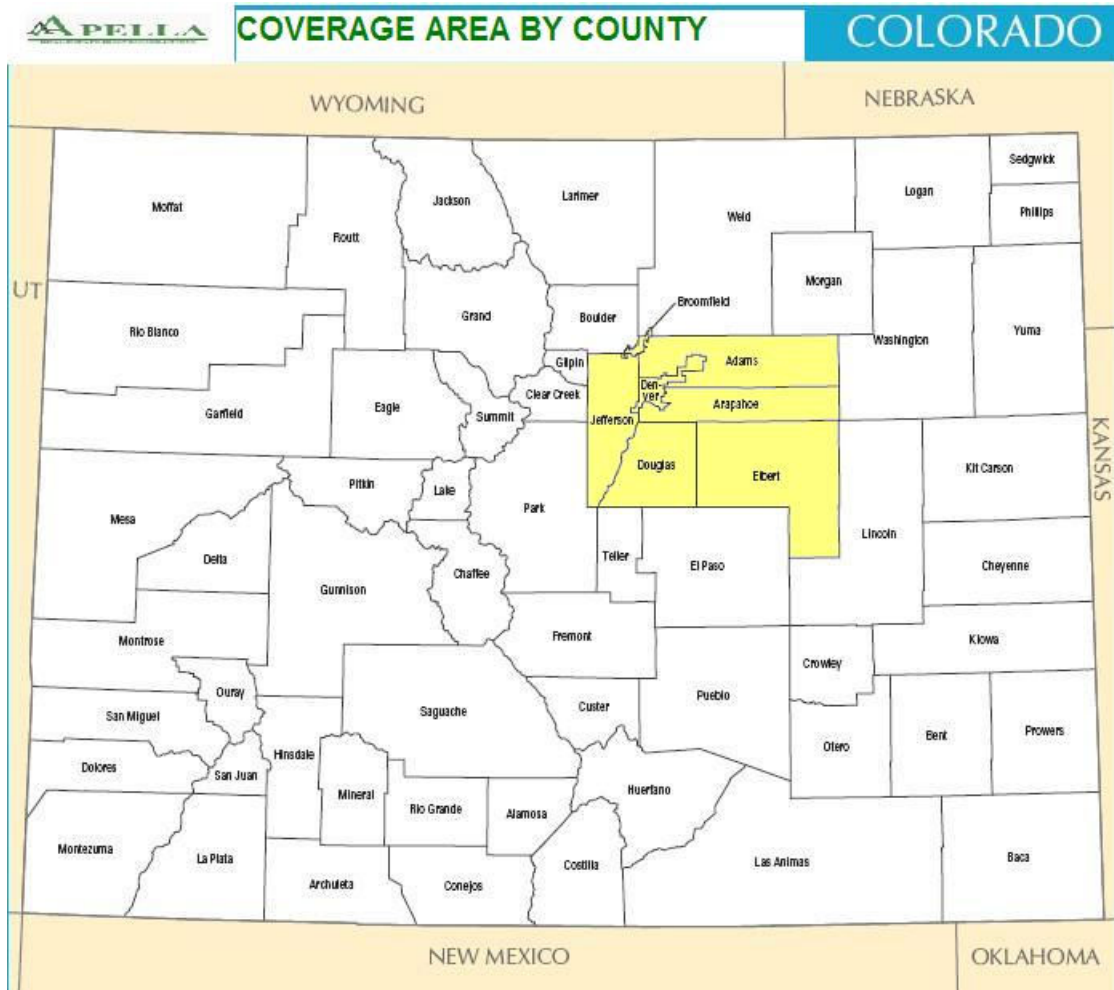 APELLA
COVERAGE AREA BY COUNTY
COLORADO
WYOMING
NEBRASKA
Sedgwick
Logan
Larimer
Jackson
Moffat
Weld
Phillips
Routt
Morgan
UT
Broomfield
Grand
Boulder
Rio Blanco
Yuma
Washington
Gilpin
Adams
Den-
ver
Clear Creek
Arapahoe
Eagle
Garfield
Summit
Jefferson
KANSAS
Douglas
Kit Carson
Elbert
Pitkin
Lake
Park
Mesa
Lincoln
Teller
Delta
El Paso
Cheyenne
Chaffee
Gunnison
Fremont
Montrose
Kiowa
Crowley
Ouray
Pueblo
Custer
Saguache
San Miguel
Prowers
Bent
Otero
Hinsdale
Dolores
San Juan
Huerfano
Mineral
Rio Grande
Alamosa
Montezuma
La Plata
Costilla
Las Animas
Baca
Archuleta
Conejos
NEW MEXICO
OKLAHOMA